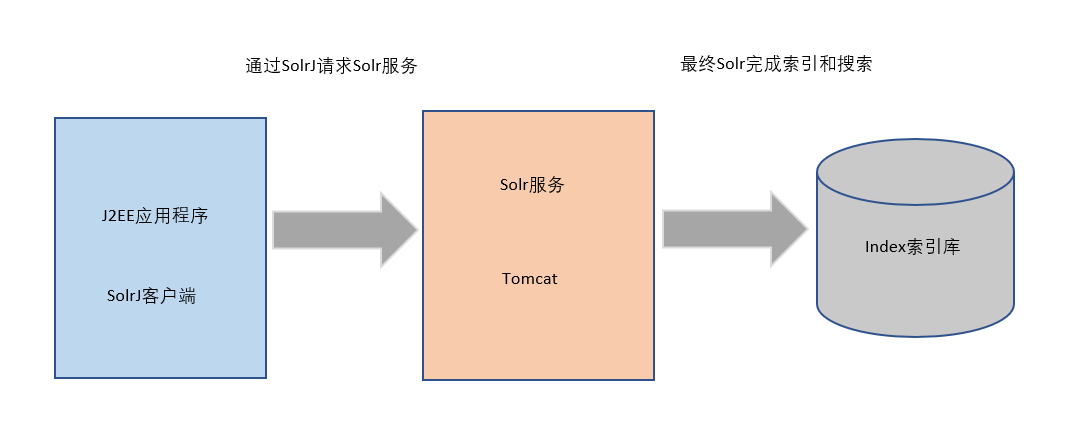 通过SolrJ请求Solr服务
最终Solr完成索引和搜索
J2EE应用程序
SolrJ客户端
Solr服务
Tomcat
Index索引库